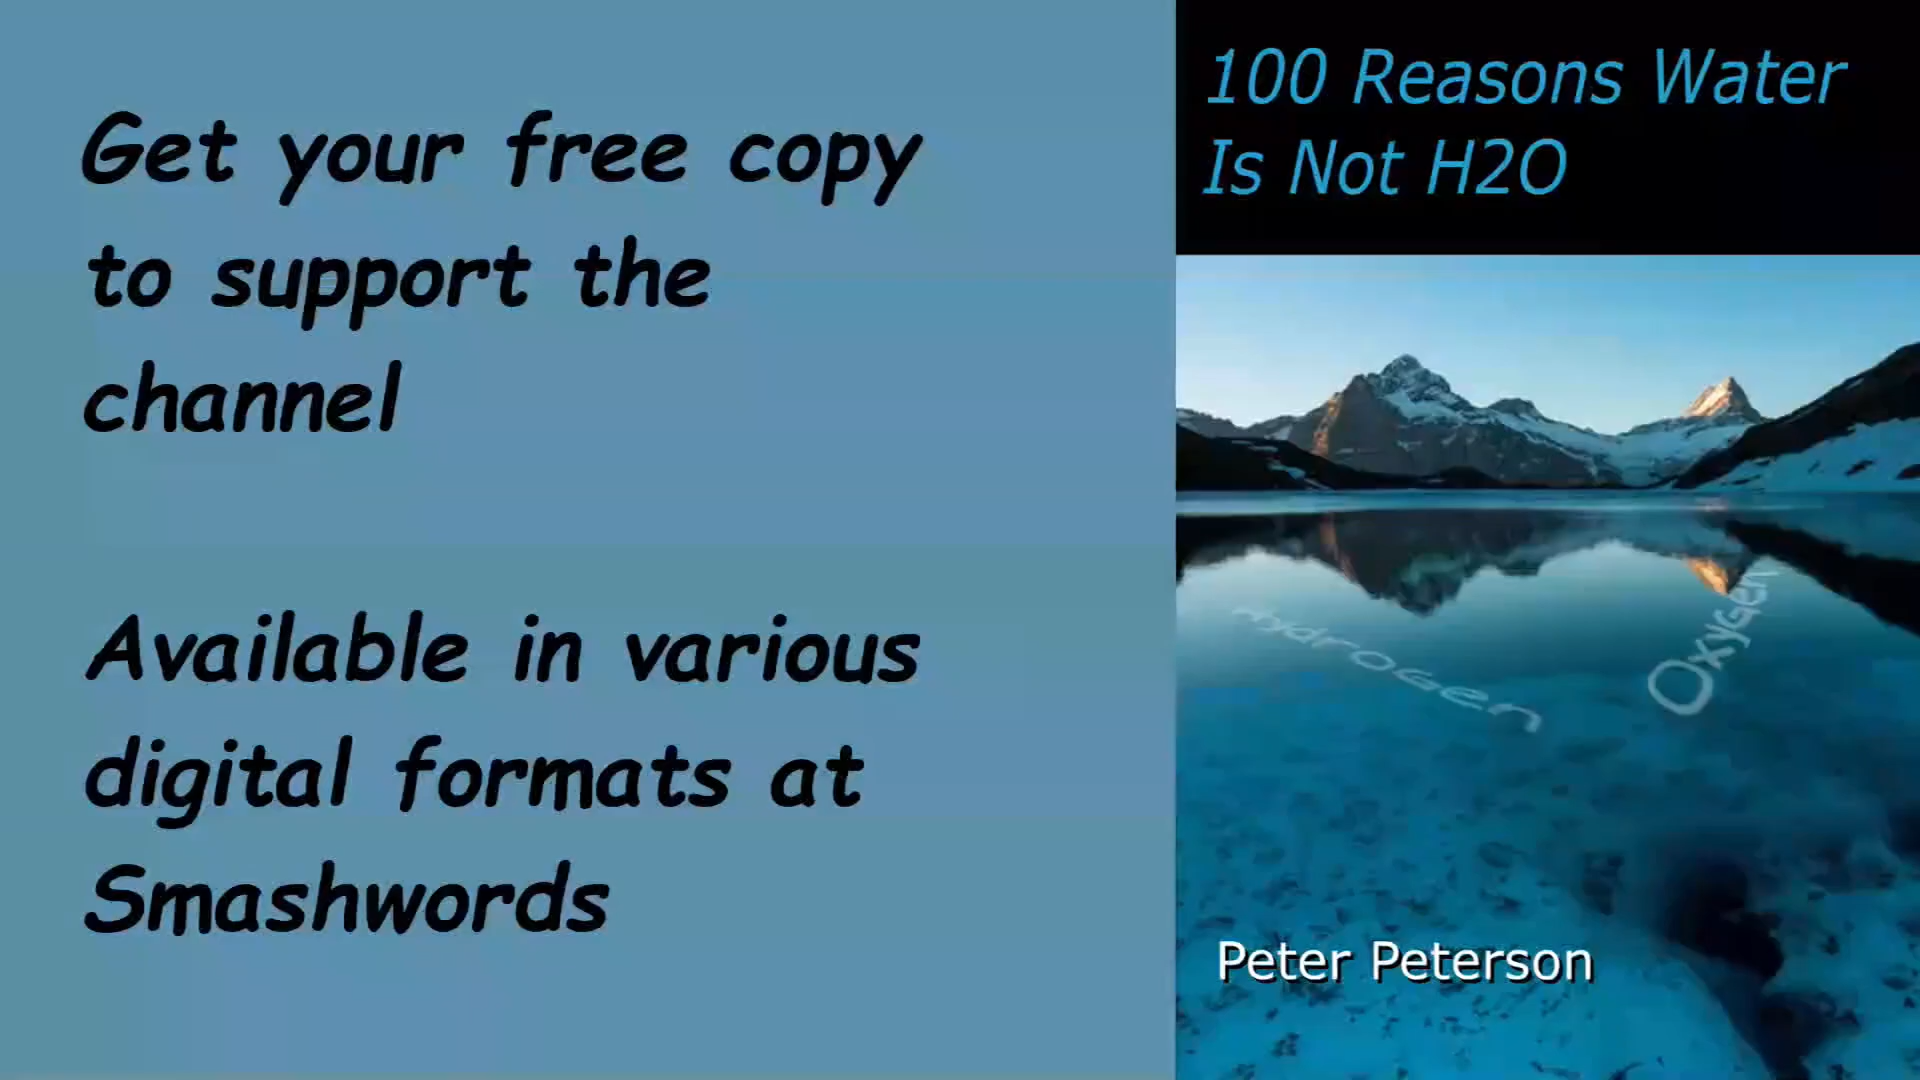 Get your free copy
to support the
channel
Available in various
digital formats at
Smashwords
100 Reasons Water
Is Not H2O
Hydrogen
Oxygen
Peter Peterson